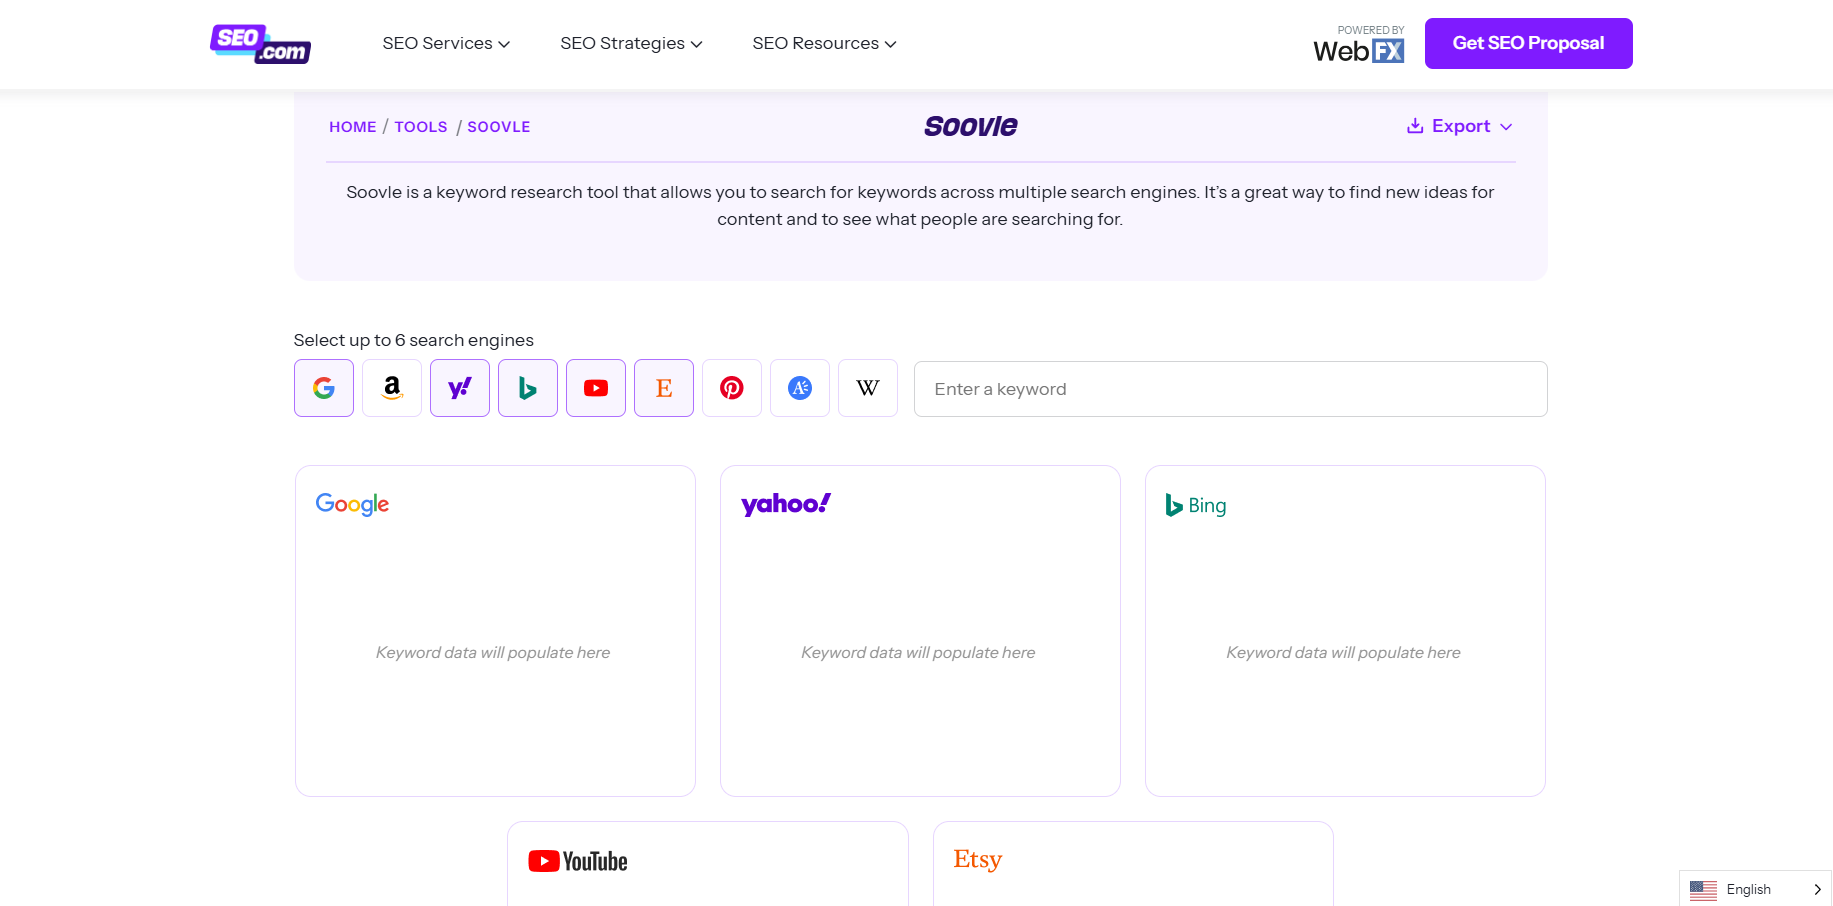 SEO .com
SEO Services
SEO Strategies
SEO Resources
POWERED BY
WebFX
Get SEO Proposal
HOME / TOOLS / SOOVLE
Soovle
Export
Soovle is a keyword research tool that allows you to search for keywords across multiple search engines. It's a great way to find new ideas for
content and to see what people are searching for.
Select up to 6 search engines
G a y! b E A W
Enter a keyword
Google
yahoo!
Bing
Keyword data will populate here
Keyword data will populate here
Keyword data will populate here
YouTube
Etsy
English